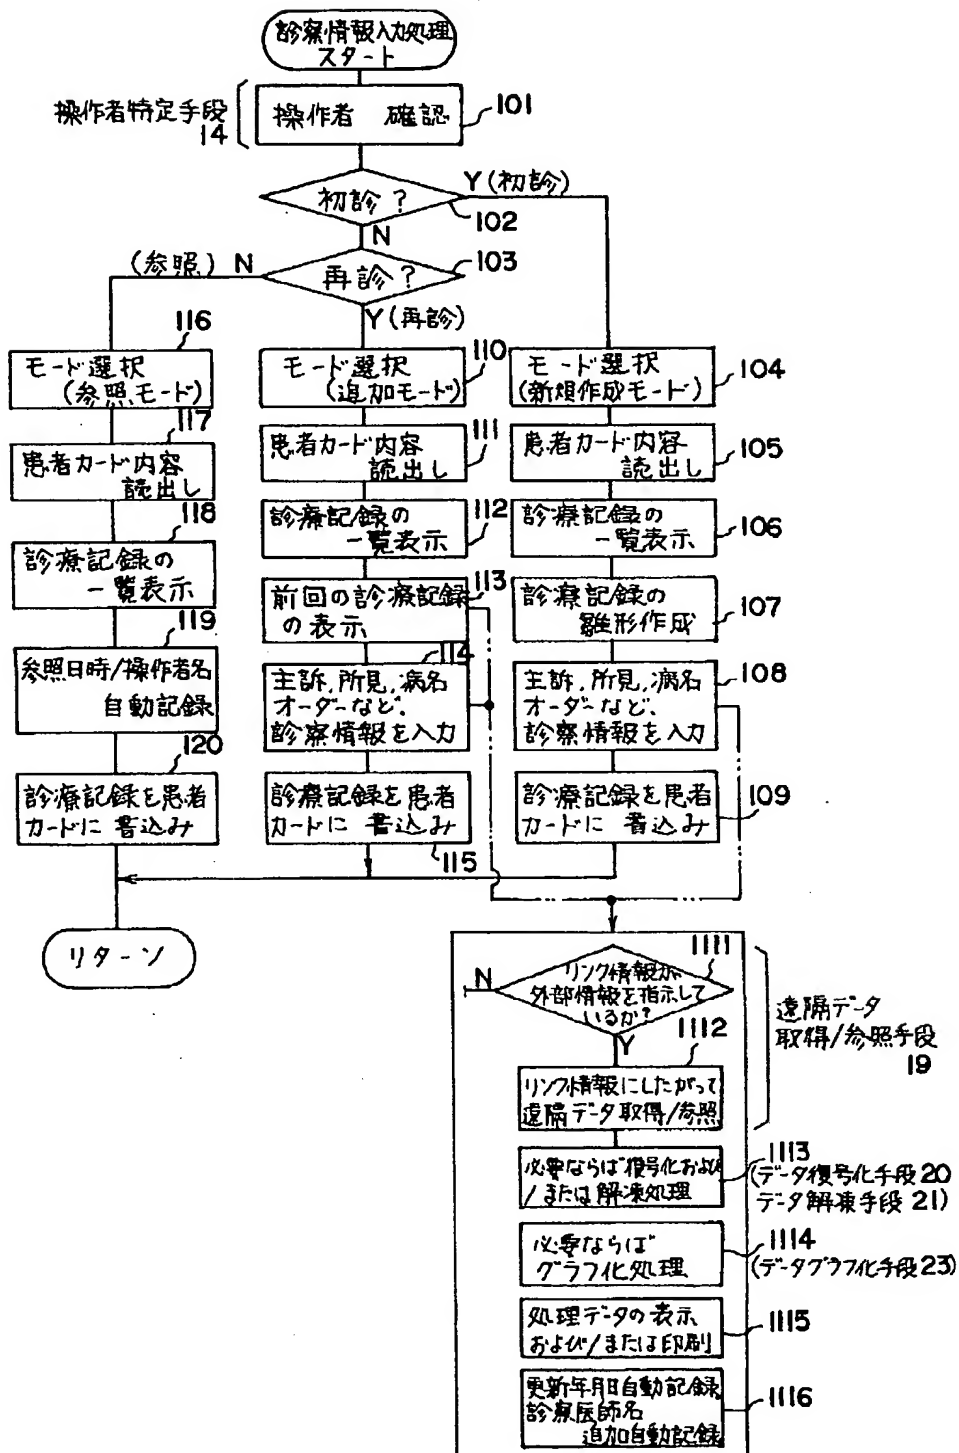 診察情報入力処理
スタート
操作者特定手段
14
操作者 確認
101
初診?
Y(初診)
102
N
再診?
103
(参照) N
Y(再診)
116
モード選択
(参照モード)
117
患者カード内容
読出し
118
診療記録の
一覧表示
119
参照日時/操作者名
自動記録
120
診療記録を患者
カードに書込み
モード選択
(追加モード)
110
患者カード内容
読出し
111
診療記録の
一覧表示
112
前回の診療記録
の表示
113
114
主訴,所見,病名
オーダーなど、
診察情報を入力
診療記録を患者
カードに書込み
115
モード選択
(新規作成モード)
104
患者カード内容
読出し
105
診療記録の
一覧表示
106
診療記録の
雛形作成
107
主訴,所見,病名
オーダーなど、
診察情報を入力
108
診療記録を患者
カードに書込み
109
リターン
1111
N
リンク情報が
外部情報を指示して
いるか?
Y
1112
リンク情報にしたがって
遠隔データ取得/参照
遠隔データ
取得/参照手段
19
必要ならば復号化および
/または解凍処理
1113
(データ復号化手段20
データ解凍手段21)
必要ならば
グラフ化処理
1114
(データグラフ化手段23)
処理データの表示
および/または印刷
1115
更新年月日自動記録
診察医師名
追加自動記録
1116